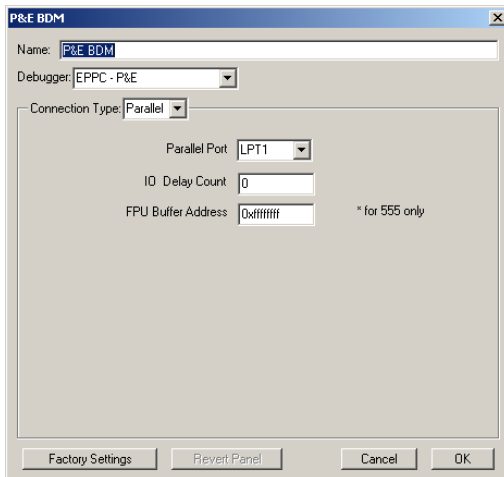 P&E BDM
Name: P&E BDM
Debugger: EPPC - P&E
Connection Type: Parallel
Parallel Port LPT1
IO Delay Count 0
FPU Buffer Address 0xffffffff * for 555 only
Factory Settings Revert Panel Cancel OK